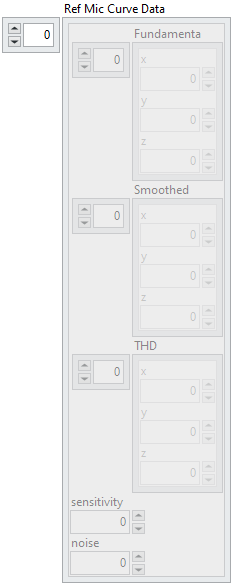 Ref Mic Curve Data
0
Fundamenta
0
x
0
y
0
z
0
Smoothed
0
x
0
y
0
z
0
THD
0
x
0
y
0
z
0
sensitivity
0
noise
0